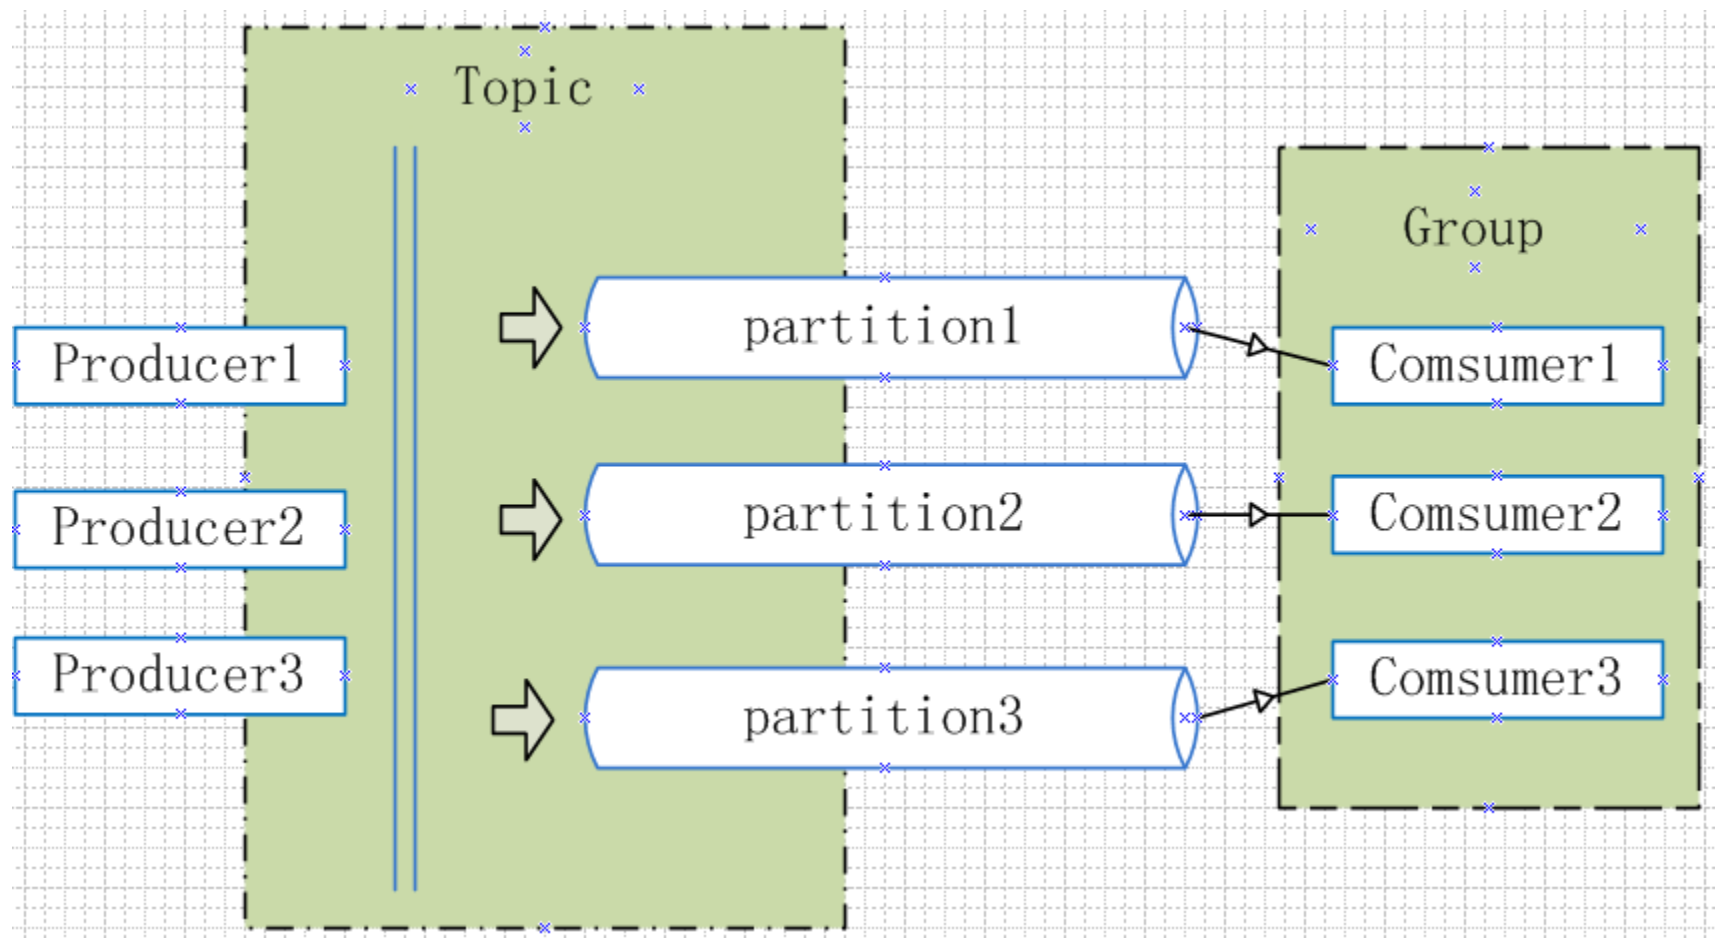 Topic
Group
Producer1
Producer2
Producer3
partition1
partition2
partition3
Comsumer1
Comsumer2
Comsumer3